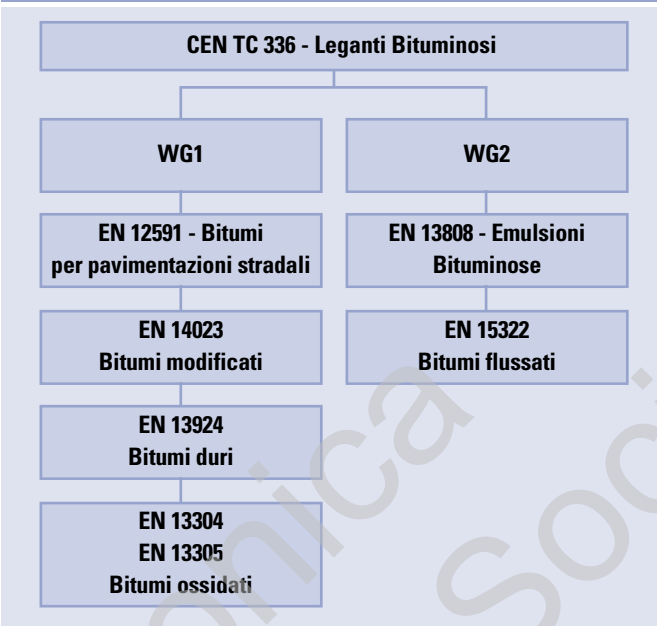 CEN TC 336 - Leganti Bituminosi
WG1
EN 12591 - Bitumi
per pavimentazioni stradali
EN 14023
Bitumi modificati
EN 13924
Bitumi duri
EN 13304
EN 13305
Bitumi ossidati
WG2
EN 13808 - Emulsioni
Bituminose
EN 15322
Bitumi flussati